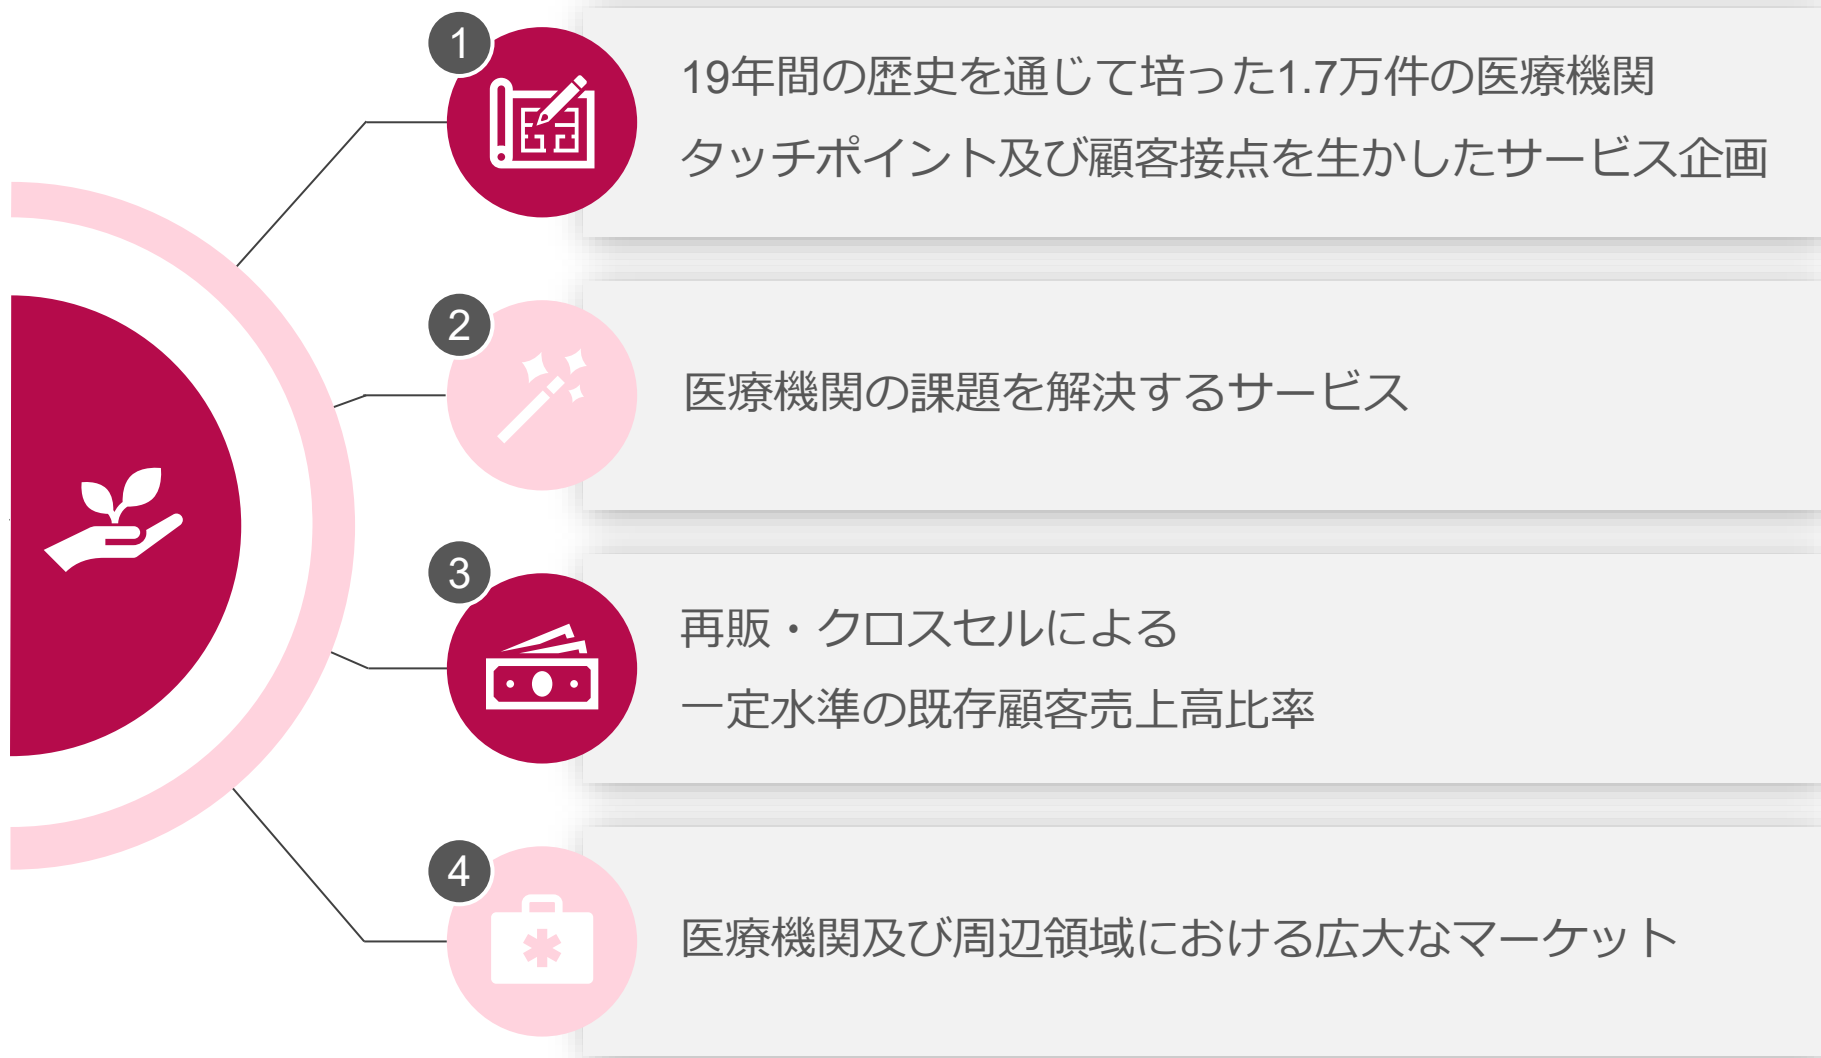 1
19年間の歴史を通じて培った1.7万件の医療機関
タッチポイント及び顧客接点を生かしたサービス企画
2
医療機関の課題を解決するサービス
3
再販・クロスセルによる
一定水準の既存顧客売上高比率
4
医療機関及び周辺領域における広大なマーケット